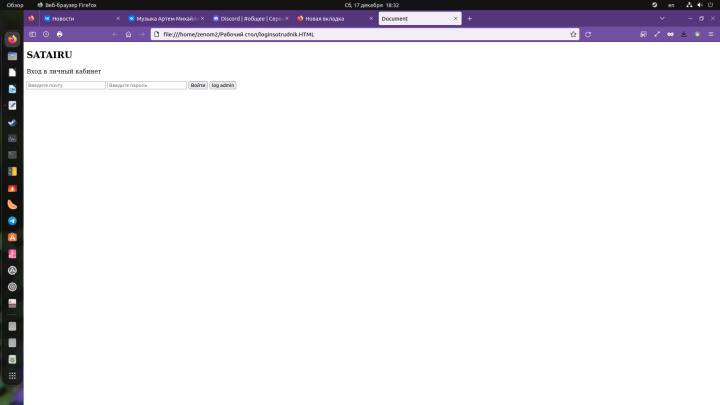 Обзор Веб-браузер Firefox Сб, 17 декабря 18:32 en
Новости
Музыка Артем Михайл
Discord | #общее | Серв
Новая вкладка
Document
file:///home/zenom2/Рабочий стол/loginsotrudnik.HTML
SATAIRU
Вход в личный кабинет
Введите почту Введите пароль Войти log admin